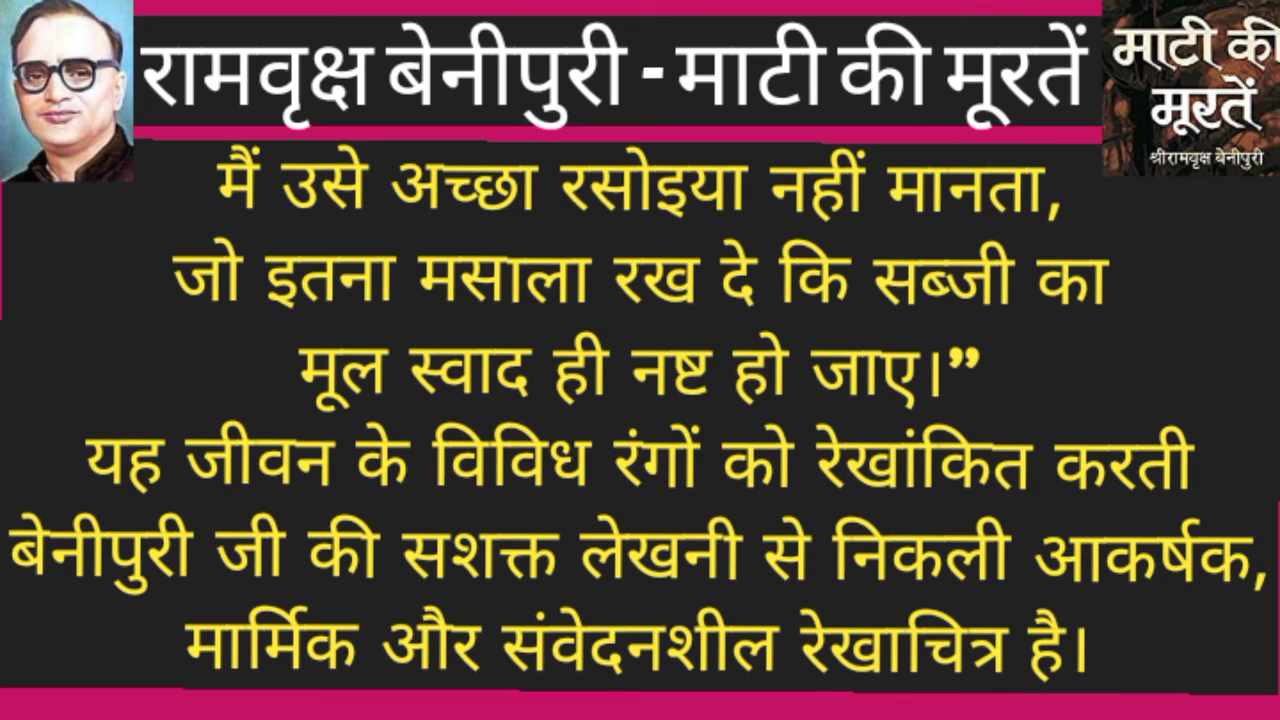 रामवृक्ष बेनीपुरी - माटी की मूरतें
माटी की
मूरतें
श्रीरामवृक्ष बेनीपुरी
मैं उसे अच्छा रसोइया नहीं मानता,
जो इतना मसाला रख दे कि सब्जी का
मूल स्वाद ही नष्ट हो जाए।”
यह जीवन के विविध रंगों को रेखांकित करती
बेनीपुरी जी की सशक्त लेखनी से निकली आकर्षक,
मार्मिक और संवेदनशील रेखाचित्र है।